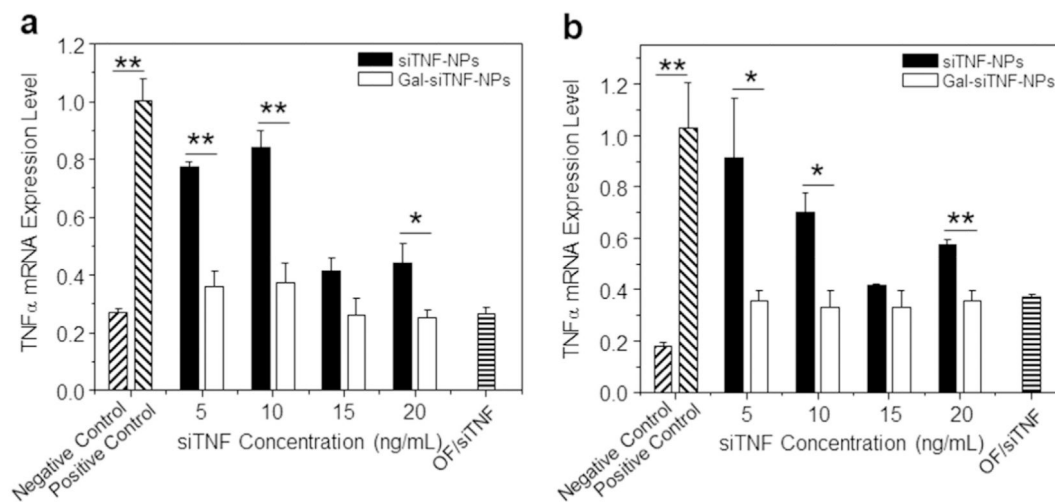 a
siTNF-NPs
Gal-siTNF-NPs
TNFα mRNA Expression Level
1.2
1.0
0.8
0.6
0.4
0.2
0.0
**
**
**
*
Negative Control
Positive Control
5
10
15
20
OF/siTNF
siTNF Concentration (ng/mL)
b
siTNF-NPs
Gal-siTNF-NPs
TNFα mRNA Expression Level
1.2
1.0
0.8
0.6
0.4
0.2
0.0
**
*
*
**
Negative Control
Positive Control
5
10
15
20
OF/siTNF
siTNF Concentration (ng/mL)